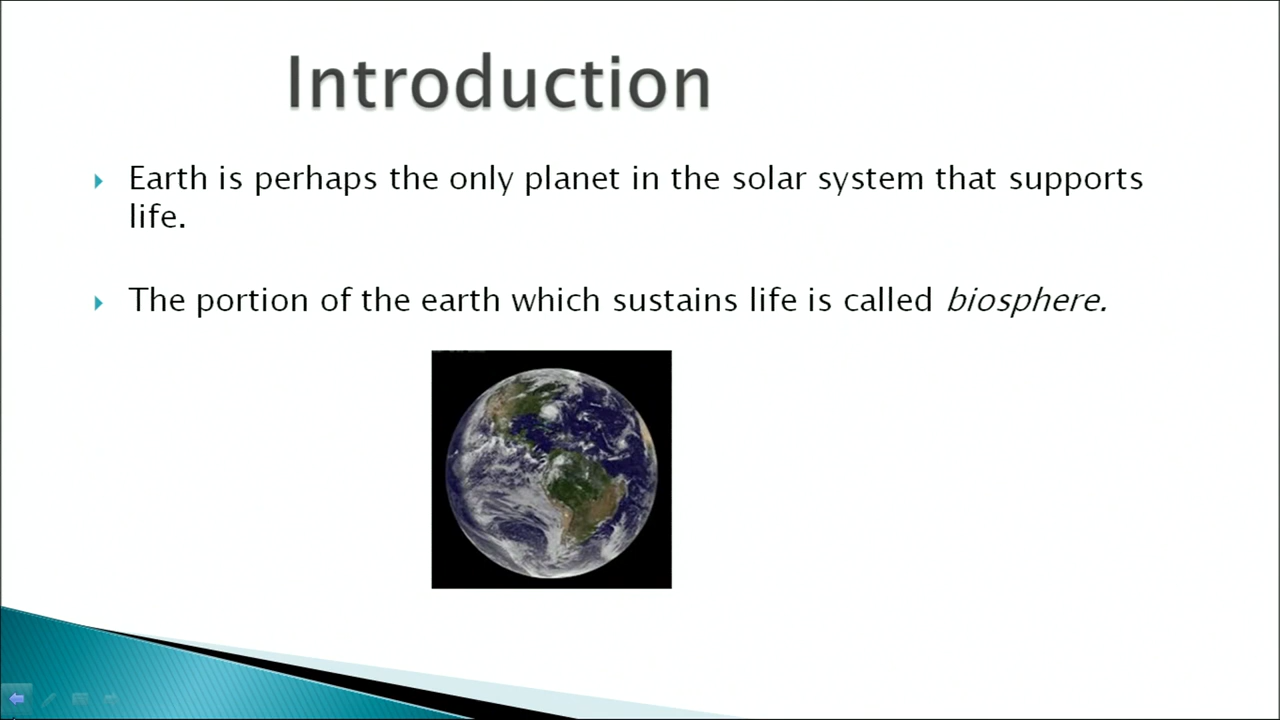 Introduction
Earth is perhaps the only planet in the solar system that supports
life.
The portion of the earth which sustains life is called biosphere.